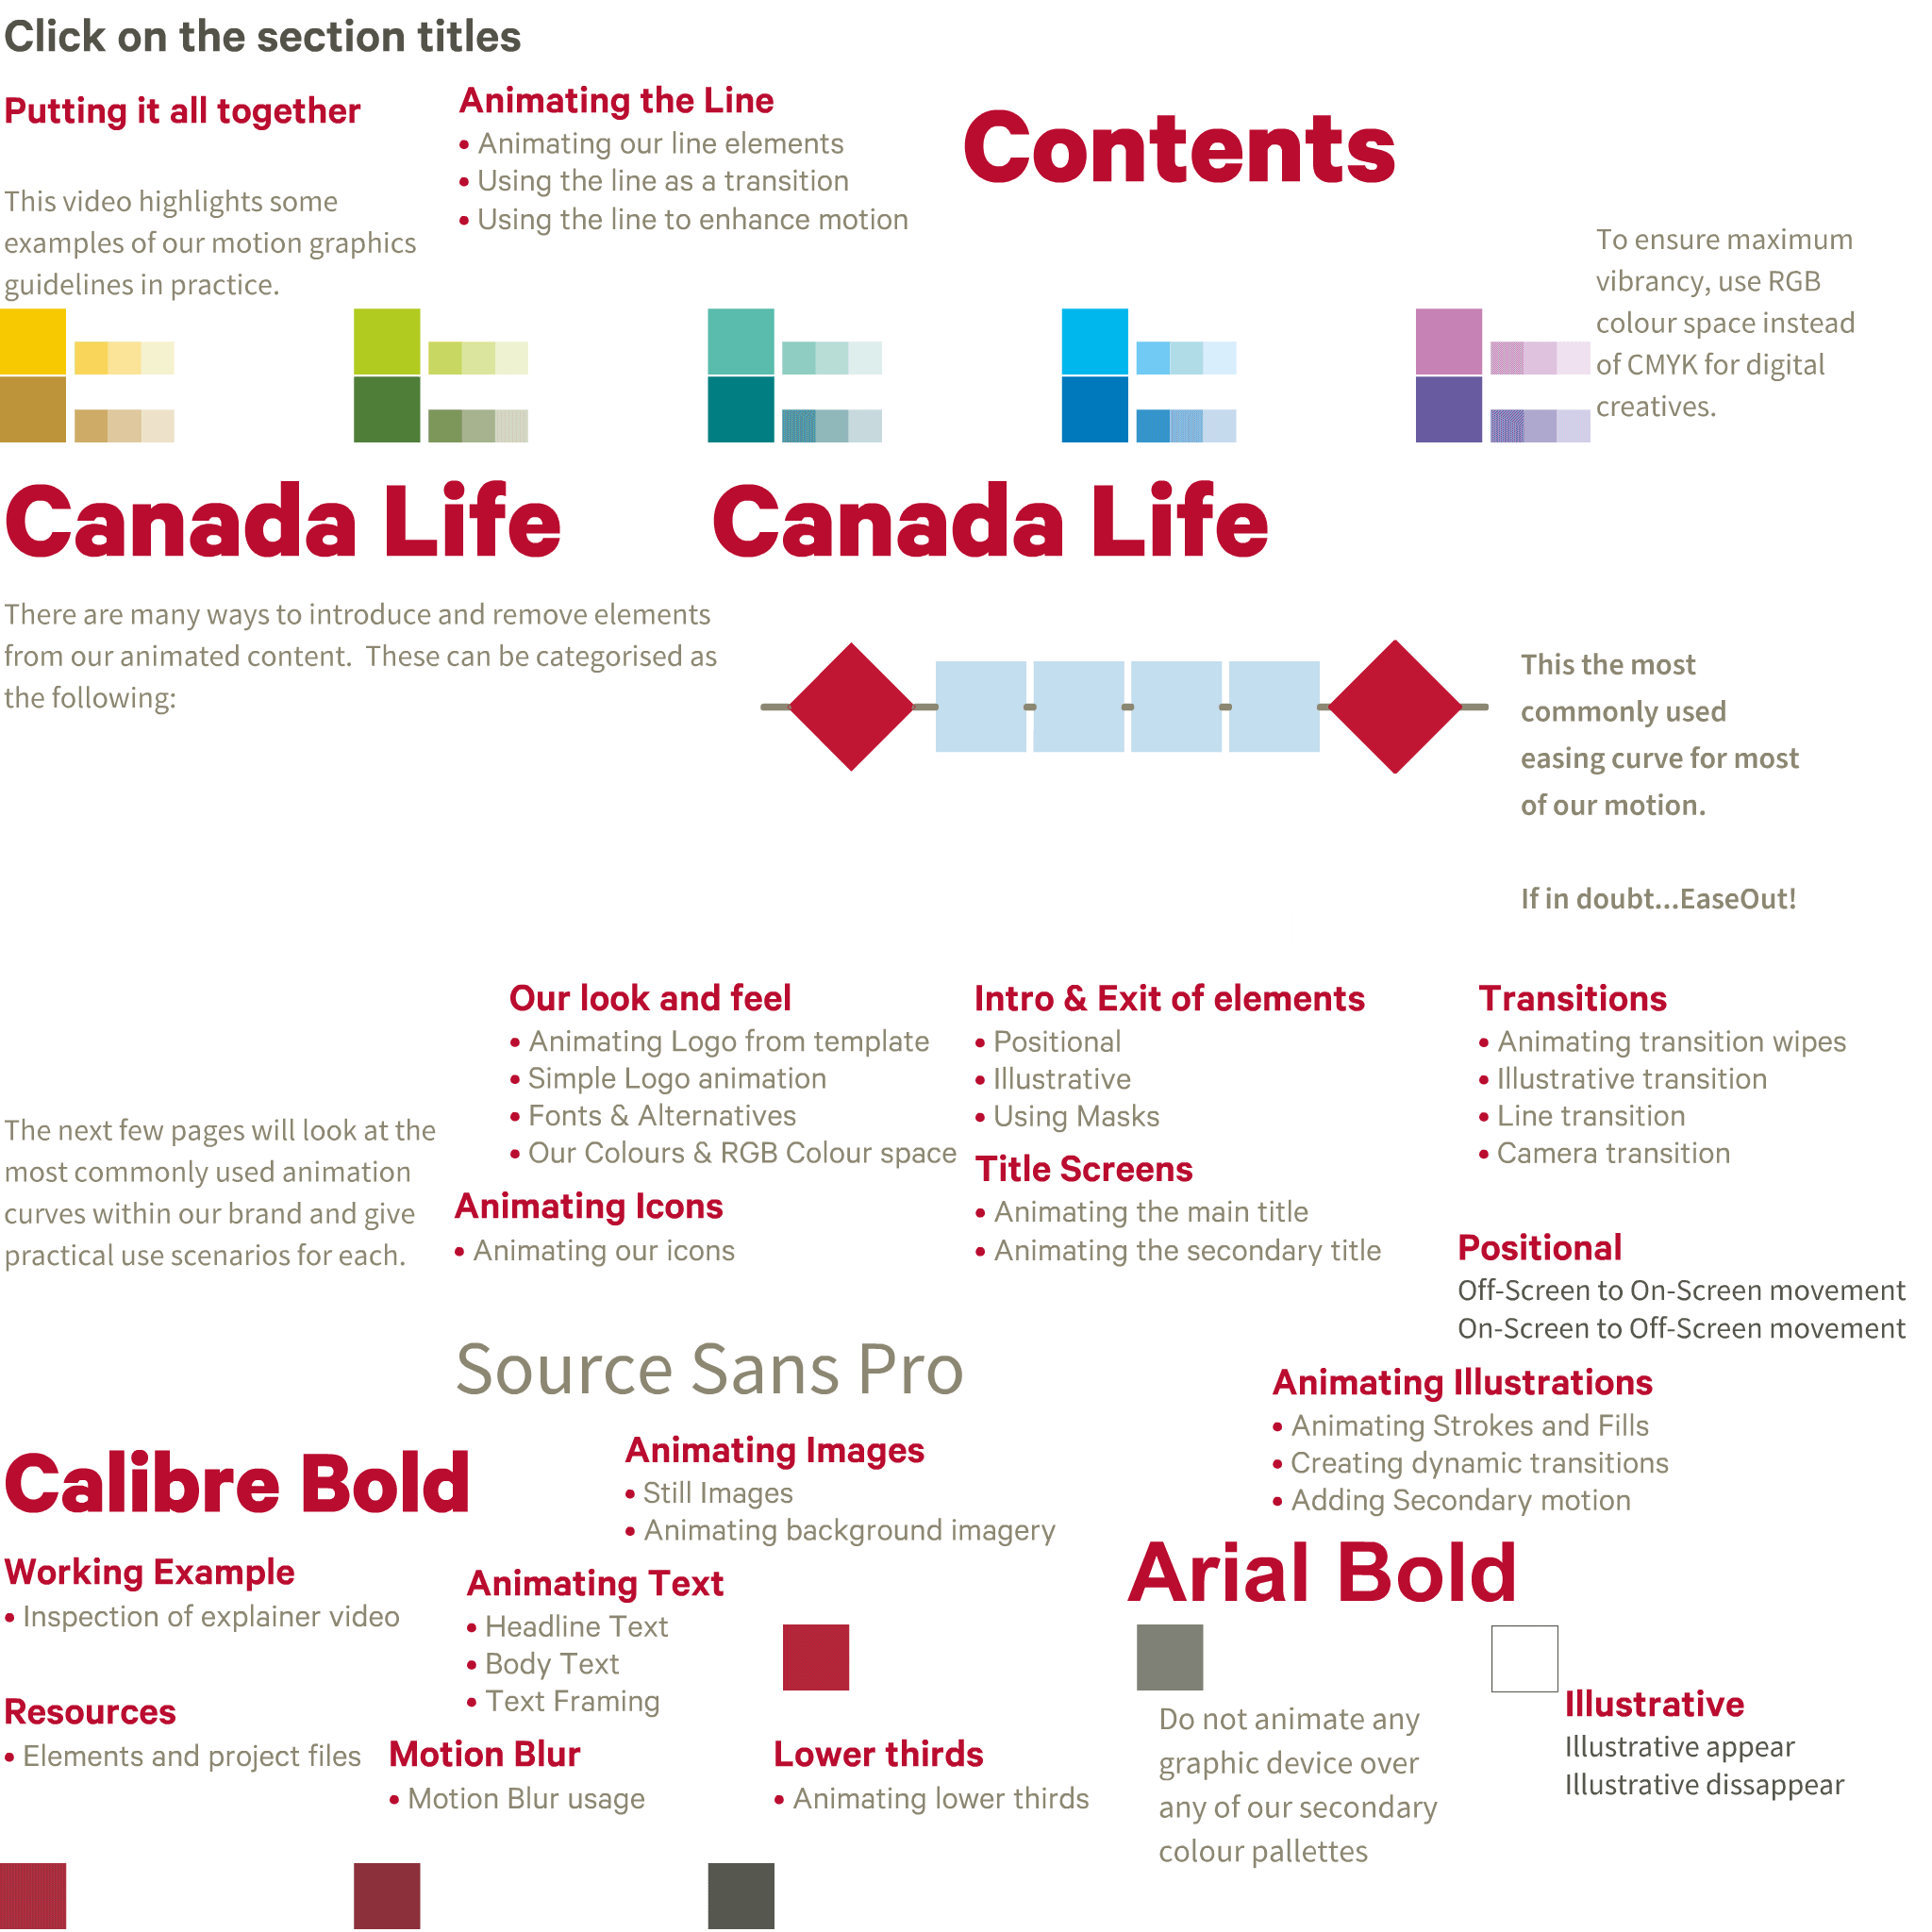 Click on the section titles
Putting it all together
This video highlights some
examples of our motion graphics
guidelines in practice.
Animating the Line
• Animating our line elements
• Using the line as a transition
• Using the line to enhance motion
Contents
To ensure maximum
vibrancy, use RGB
colour space instead
of CMYK for digital
creatives.
Canada Life
Canada Life
There are many ways to introduce and remove elements
from our animated content.  These can be categorised as
the following:
This the most
commonly used
easing curve for most
of our motion.
If in doubt...EaseOut!
Our look and feel
• Animating Logo from template
• Simple Logo animation
• Fonts & Alternatives
• Our Colours & RGB Colour space
Intro & Exit of elements
• Positional
• Illustrative
• Using Masks
Transitions
• Animating transition wipes
• Illustrative transition
• Line transition
• Camera transition
The next few pages will look at the
most commonly used animation
curves within our brand and give
practical use scenarios for each.
Animating Icons
• Animating our icons
Title Screens
• Animating the main title
• Animating the secondary title
Positional
Off-Screen to On-Screen movement
On-Screen to Off-Screen movement
Source Sans Pro
Animating Illustrations
• Animating Strokes and Fills
• Creating dynamic transitions
• Adding Secondary motion
Calibre Bold
Animating Images
• Still Images
• Animating background imagery
Arial Bold
Working Example
• Inspection of explainer video
Animating Text
• Headline Text
• Body Text
• Text Framing
Resources
• Elements and project files
Motion Blur
• Motion Blur usage
Lower thirds
• Animating lower thirds
Do not animate any
graphic device over
any of our secondary
colour pallettes
Illustrative
Illustrative appear
Illustrative dissappear